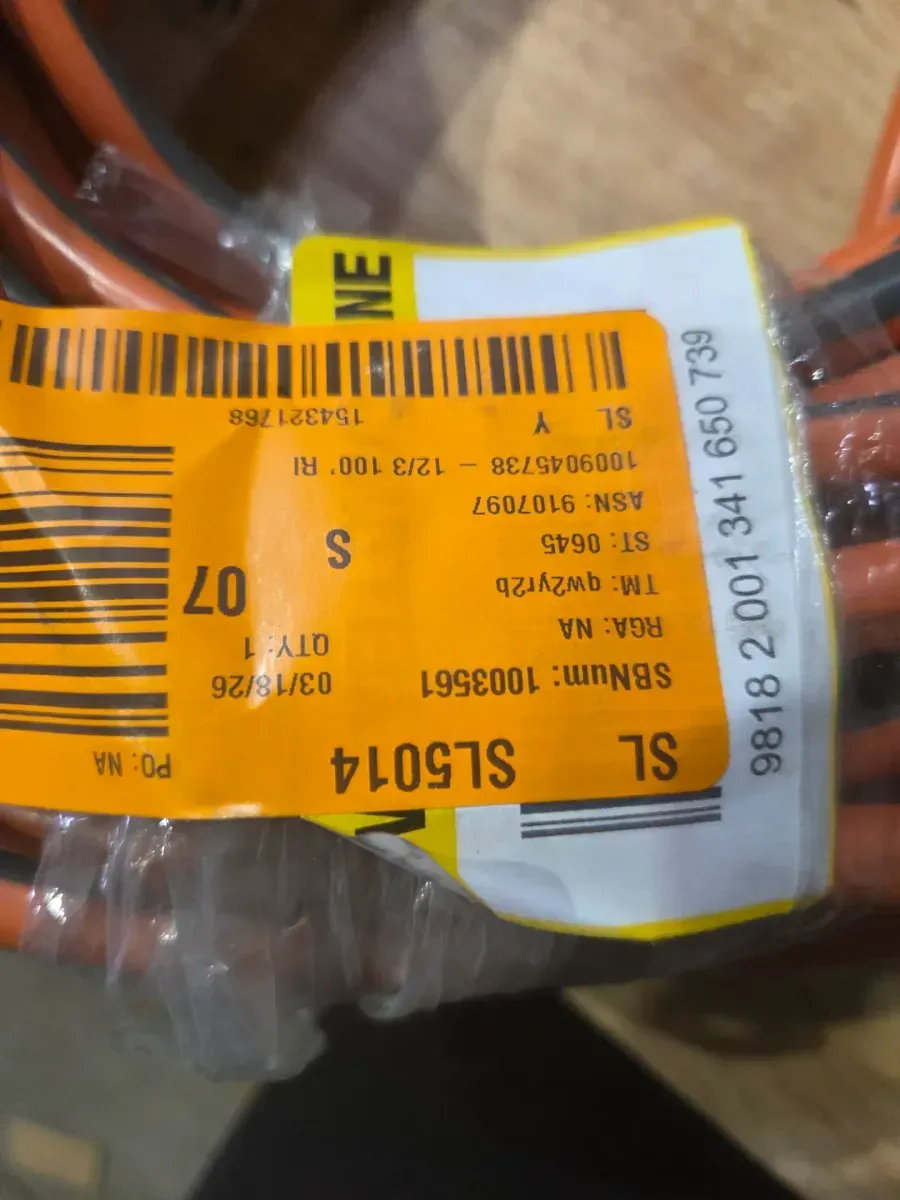 SL SL5014
PO: NA
SBNum: 1003561 03/18/26
RGA: NA QTY: 1
TM: qw2yr2b 07
ST: 0645 S
ASN: 9107097
1009045738 - 12/3 100' RI
SL Y 154321768
NE
9818 2 001 341 650 739